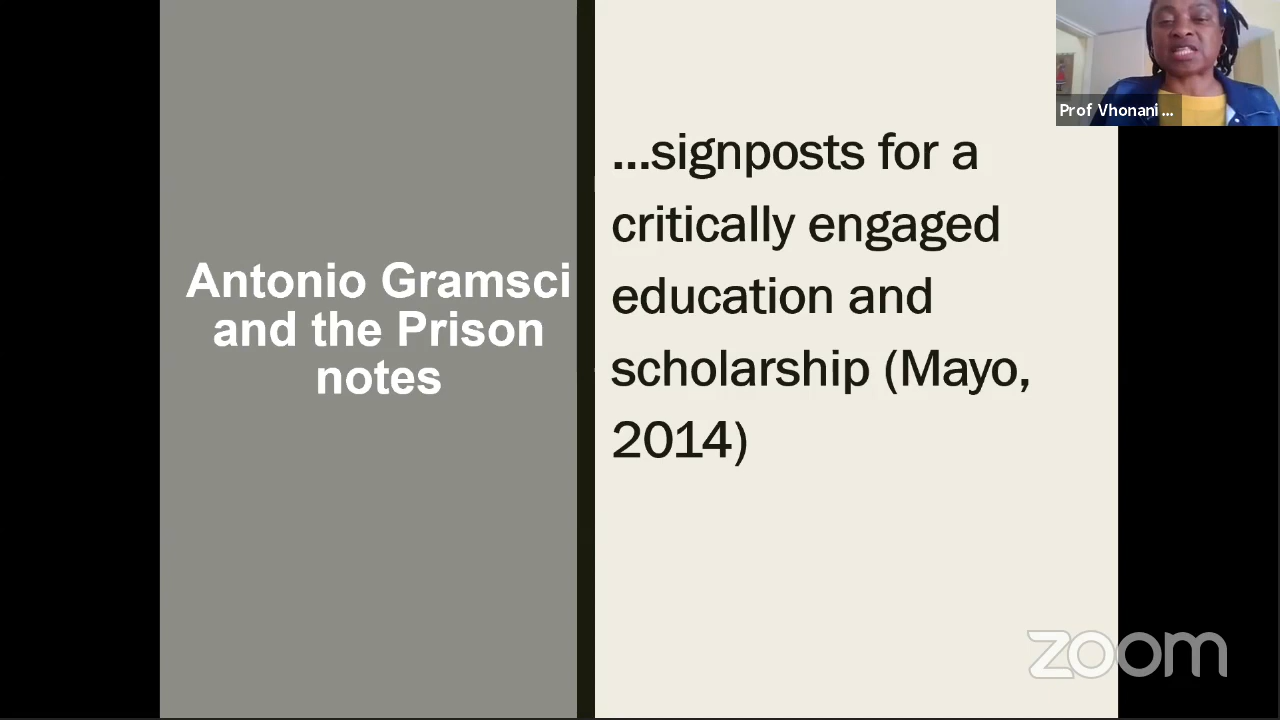 Antonio Gramsci
and the Prison
notes
...signposts for a
critically engaged
education and
scholarship (Mayo,
2014)
Prof Vhonani ...
zoom